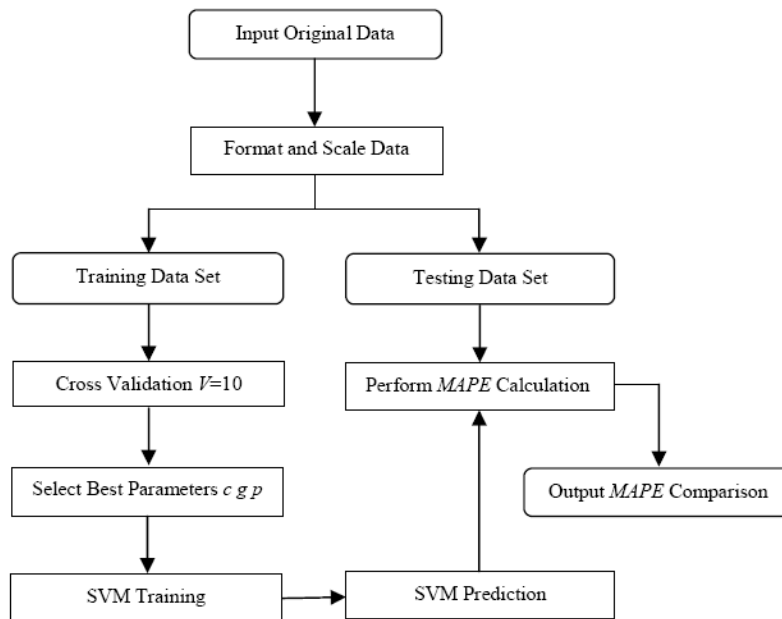 Input Original Data
Format and Scale Data
Training Data Set
Testing Data Set
Cross Validation V=10
Perform MAPE Calculation
Select Best Parameters c g p
Output MAPE Comparison
SVM Training
SVM Prediction